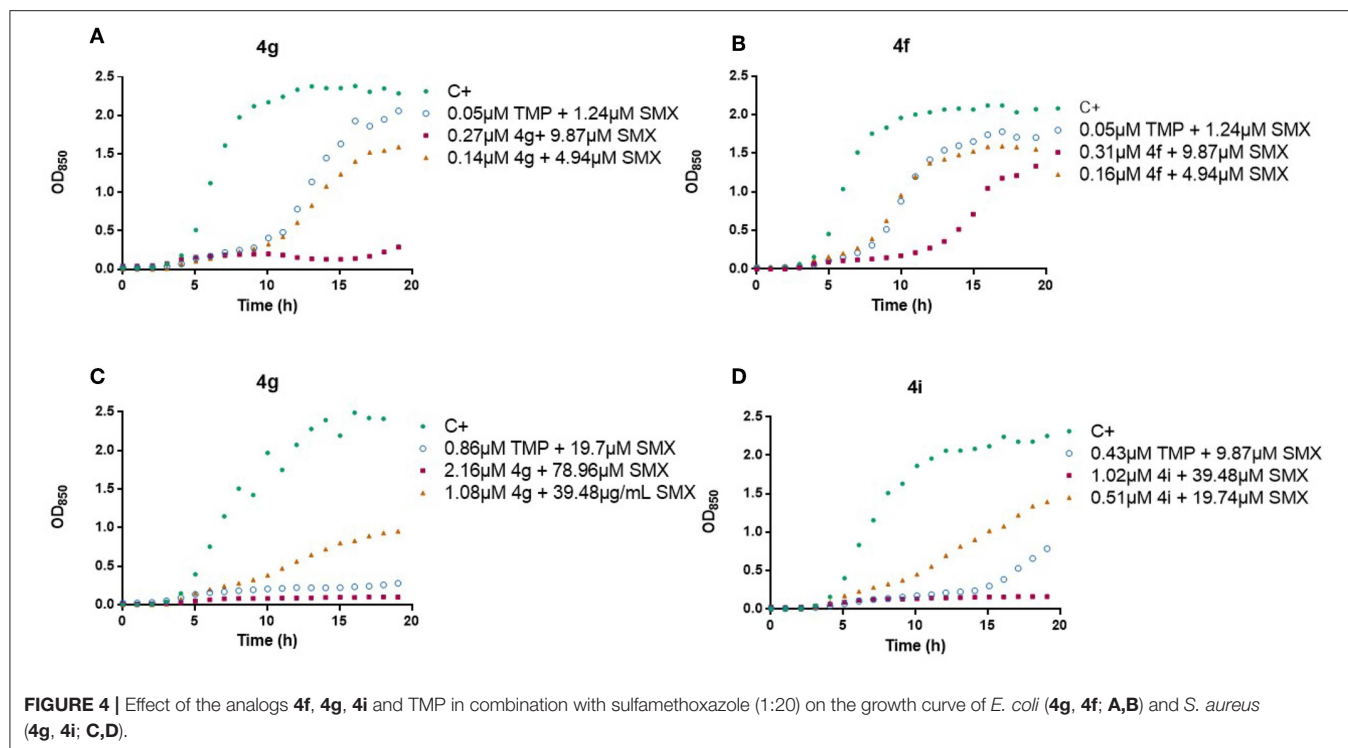 A
4g
2.5
2.0
1.5
1.0
0.5
0.0
OD850
0
5
10
15
20
Time (h)
C+
0.05µM TMP + 1.24µM SMX
0.27µM 4g+ 9.87µM SMX
0.14µM 4g + 4.94µM SMX
B
4f
2.5
2.0
1.5
1.0
0.5
0.0
OD850
0
5
10
15
20
Time (h)
C+
0.05µM TMP + 1.24µM SMX
0.31µM 4f + 9.87µM SMX
0.16µM 4f + 4.94µM SMX
C
4g
2.5
2.0
1.5
1.0
0.5
0.0
OD850
0
5
10
15
20
Time (h)
C+
0.86µM TMP + 19.7µM SMX
2.16µM 4g + 78.96µM SMX
1.08µM 4g + 39.48µg/mL SMX
D
4i
2.5
2.0
1.5
1.0
0.5
0.0
OD850
0
5
10
15
20
Time (h)
C+
0.43µM TMP + 9.87µM SMX
1.02µM 4i + 39.48µM SMX
0.51µM 4i + 19.74µM SMX
FIGURE 4 | Effect of the analogs 4f, 4g, 4i and TMP in combination with sulfamethoxazole (1:20) on the growth curve of E. coli (4g, 4f; A,B) and S. aureus
(4g, 4i; C,D).